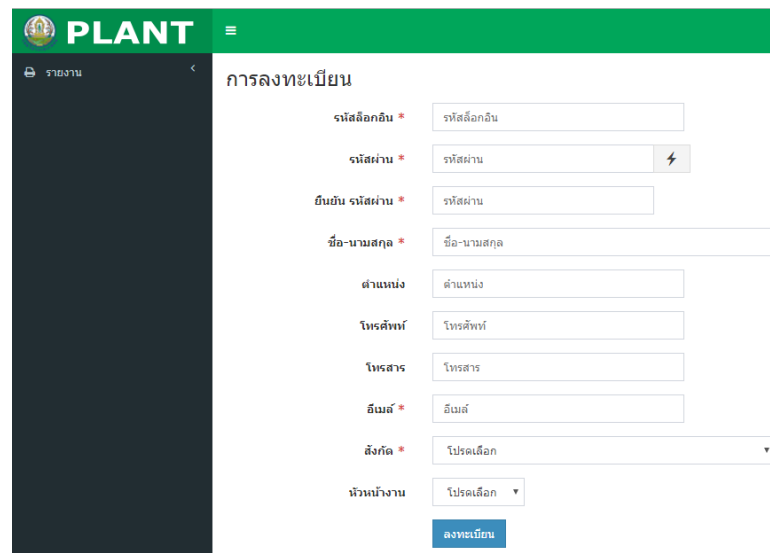 PLANT
รายงาน
การลงทะเบียน
รหัสล็อกอิน * รหัสล็อกอิน
รหัสผ่าน * รหัสผ่าน
ยืนยัน รหัสผ่าน * รหัสผ่าน
ชื่อ-นามสกุล * ชื่อ-นามสกุล
ตำแหน่ง ตำแหน่ง
โทรศัพท์ โทรศัพท์
โทรสาร โทรสาร
อีเมล์ * อีเมล์
สังกัด * โปรดเลือก
หัวหน้างาน โปรดเลือก
ลงทะเบียน